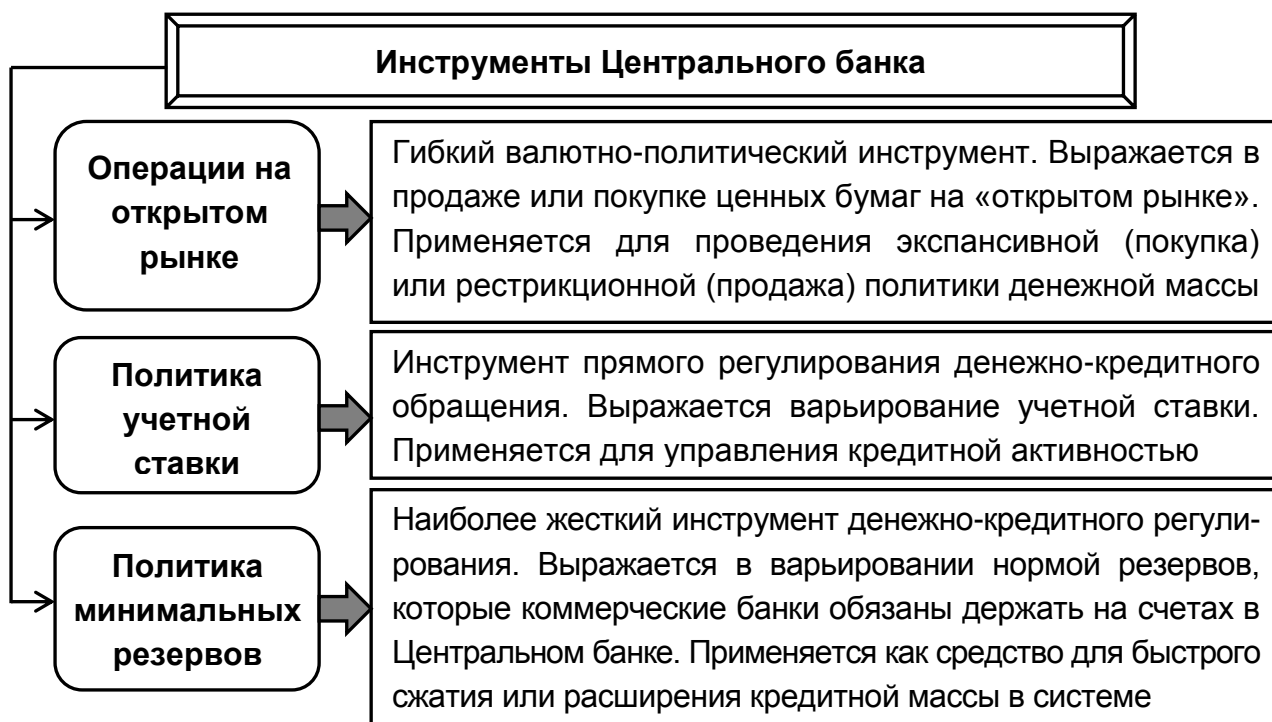 Инструменты Центрального банка
Операции на
открытом
рынке
Гибкий валютно-политический инструмент. Выражается в
продаже или покупке ценных бумаг на «открытом рынке».
Применяется для проведения экспансивной (покупка)
или рестрикционной (продажа) политики денежной массы
Политика
учетной
ставки
Инструмент прямого регулирования денежно-кредитного
обращения. Выражается варьирование учетной ставки.
Применяется для управления кредитной активностью
Политика
минимальных
резервов
Наиболее жесткий инструмент денежно-кредитного регули-
рования. Выражается в варьировании нормой резервов,
которые коммерческие банки обязаны держать на счетах в
Центральном банке. Применяется как средство для быстрого
сжатия или расширения кредитной массы в системе